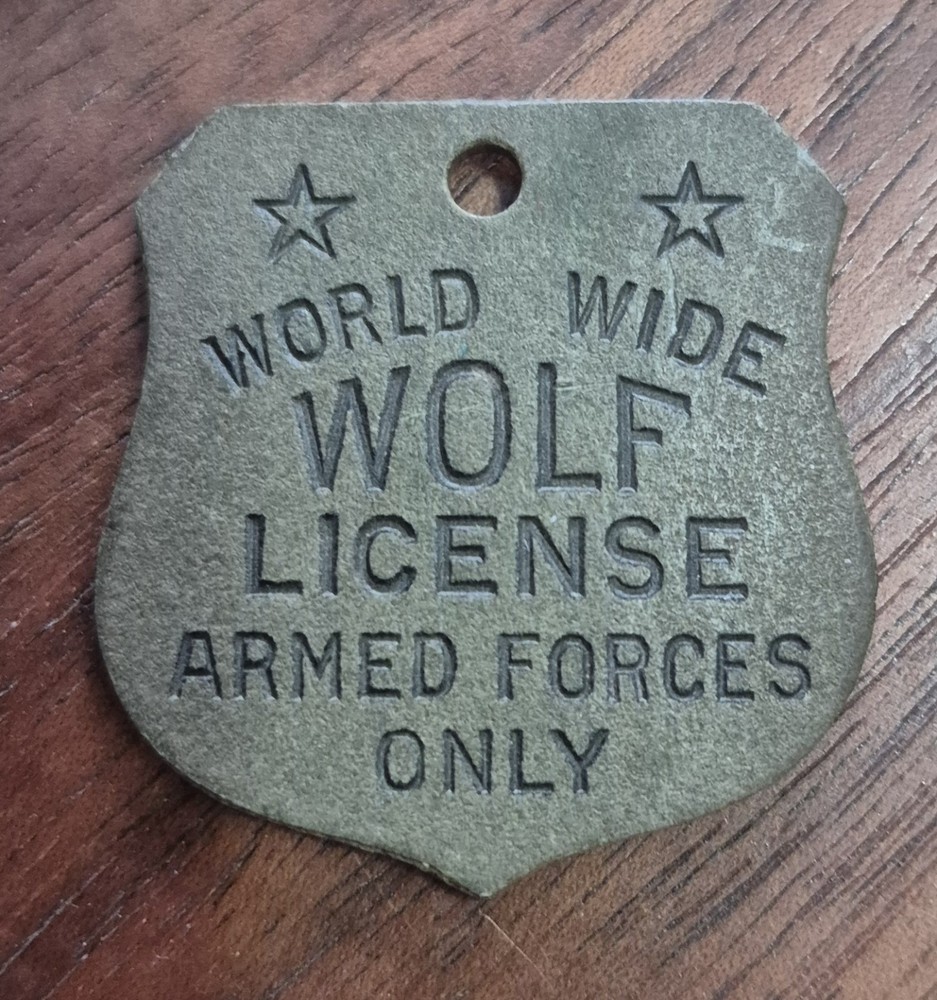 WORLD WIDE
WOLF
LICENSE
ARMED FORCES
ONLY